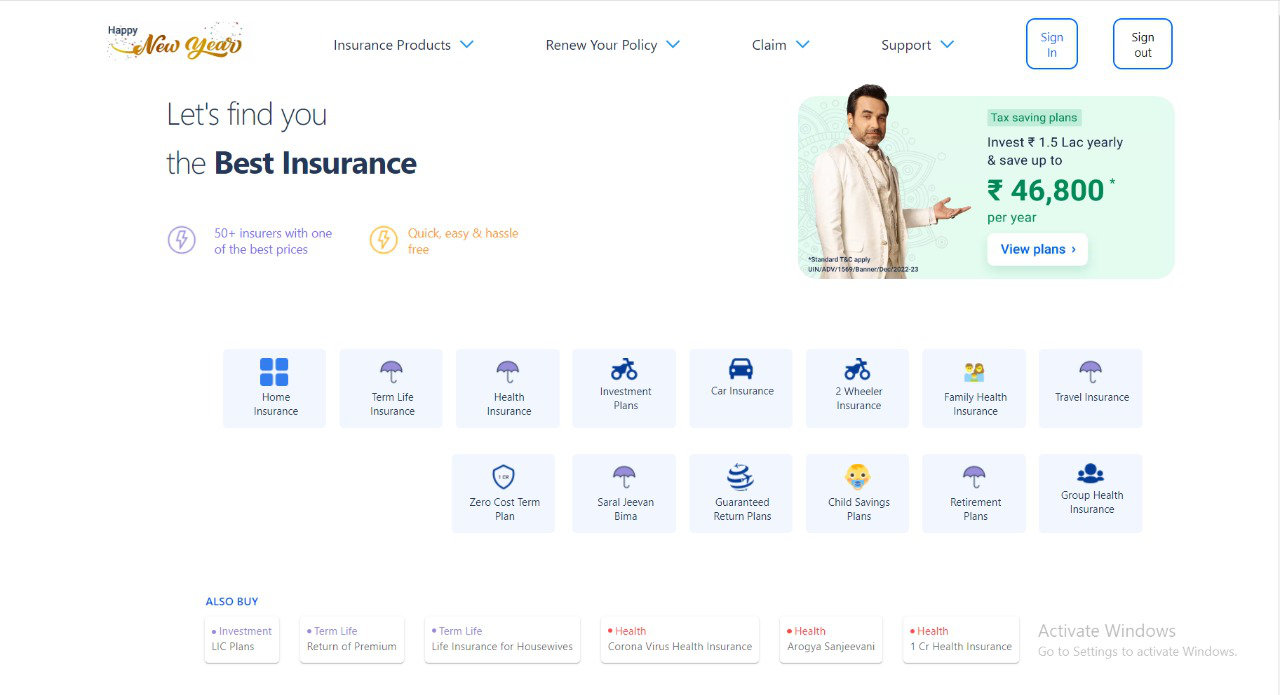 Happy
New Year
Insurance Products
Renew Your Policy
Claim
Support
Sign
In
Sign
out
Let's find you
the Best Insurance
50+ insurers with one
of the best prices
Quick, easy & hassle
free
Tax saving plans
Invest ₹ 1.5 Lac yearly
& save up to
₹ 46,800*
per year
View plans ›
*Standard T&C apply
UIN/ADV/1569/Banner/Dec/2022-23
Home
Insurance
Term Life
Insurance
Health
Insurance
Investment
Plans
Car Insurance
2 Wheeler
Insurance
Family Health
Insurance
Travel Insurance
1 CR
Zero Cost Term
Plan
Saral Jeevan
Bima
Guaranteed
Return Plans
Child Savings
Plans
Retirement
Plans
Group Health
Insurance
ALSO BUY
• Investment
LIC Plans
• Term Life
Return of Premium
• Term Life
Life Insurance for Housewives
• Health
Corona Virus Health Insurance
• Health
Arogya Sanjeevani
• Health
1 Cr Health Insurance
Activate Windows
Go to Settings to activate Windows.